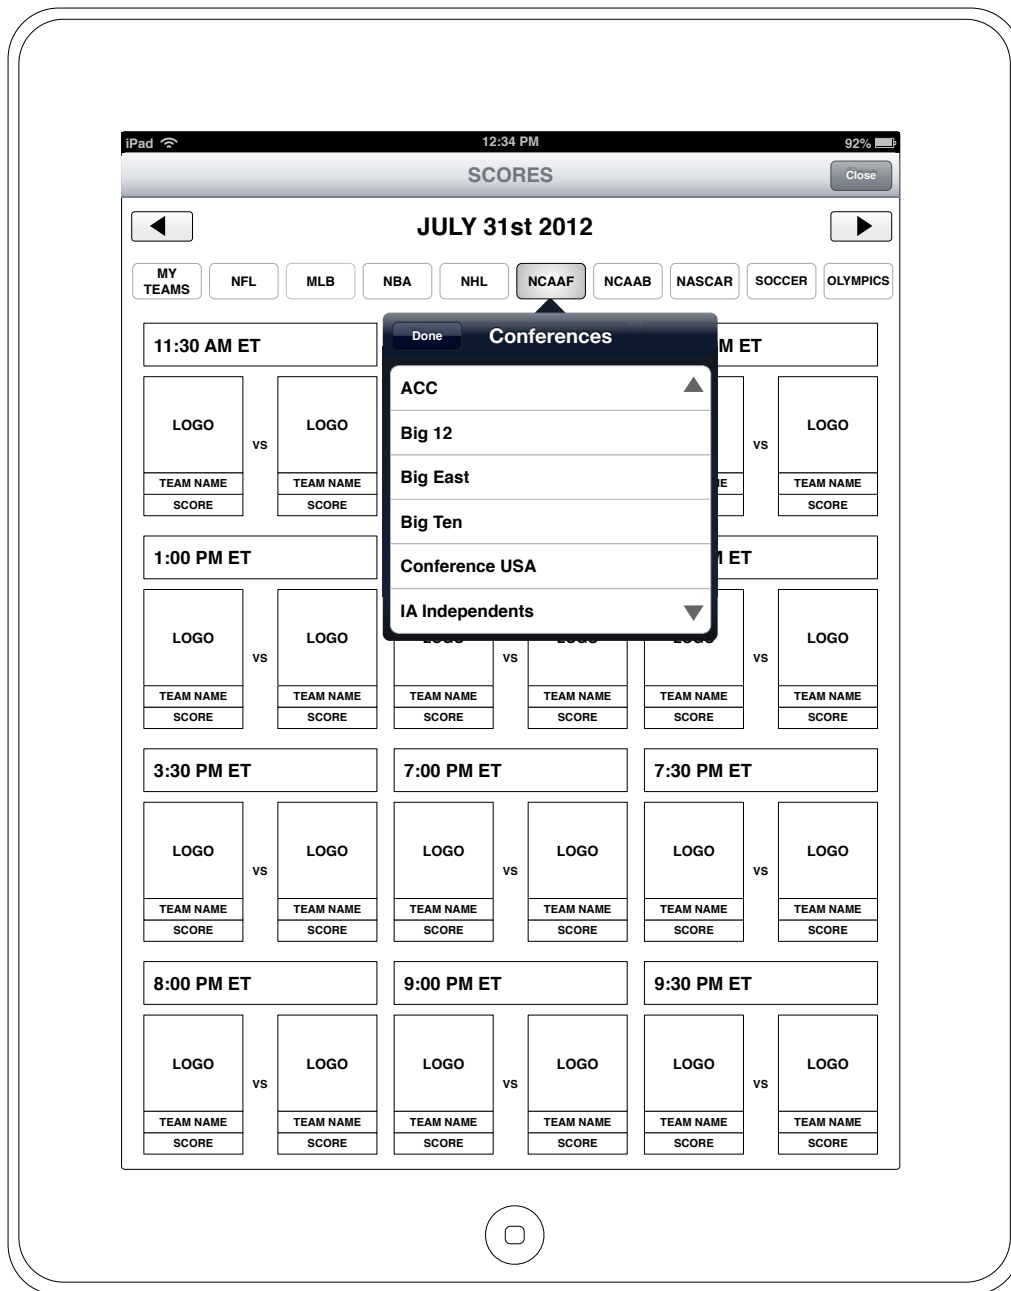 iPad 12:34 PM 92%
SCORES Close
JULY 31st 2012
MY TEAMS NFL MLB NBA NHL NCAAF NCAAB NASCAR SOCCER OLYMPICS
Done Conferences
11:30 AM ET M ET
ACC
LOGO vs LOGO vs LOGO
Big 12
Big East
TEAM NAME TEAM NAME TEAM NAME
SCORE SCORE SCORE
Big Ten
1:00 PM ET ET
Conference USA
IA Independents
LOGO vs LOGO vs vs LOGO
TEAM NAME TEAM NAME TEAM NAME TEAM NAME TEAM NAME TEAM NAME
SCORE SCORE SCORE SCORE SCORE SCORE
3:30 PM ET 7:00 PM ET 7:30 PM ET
LOGO vs LOGO LOGO vs LOGO LOGO vs LOGO
TEAM NAME TEAM NAME TEAM NAME TEAM NAME TEAM NAME TEAM NAME
SCORE SCORE SCORE SCORE SCORE SCORE
8:00 PM ET 9:00 PM ET 9:30 PM ET
LOGO vs LOGO LOGO vs LOGO LOGO vs LOGO
TEAM NAME TEAM NAME TEAM NAME TEAM NAME TEAM NAME TEAM NAME
SCORE SCORE SCORE SCORE SCORE SCORE